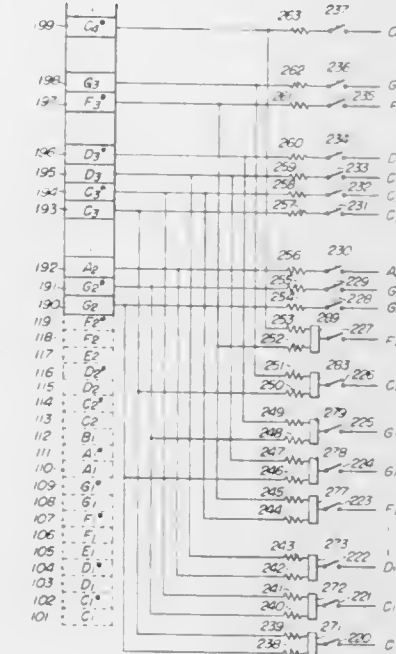 263 237
199 C4# C
262 236
198 G3 G
197 F3# 261 235 F
260 234
196 D3# D
195 D3 259 233 C
194 C3# 258 232 C
193 C3 257 231 C
256 230
192 A2 A
191 G2# 255 229 G
190 G2 254 228 G
119 F2# 253 289
118 F2 252 227 F
117 E2
116 D2# 251 283
115 D2 250 226 C
114 C2#
113 C2 249 279
112 B1 248 225 G
111 A1# 247 278
110 A1 246 224 G
109 G1#
108 G1 245 277
107 F1# 244 223 F
106 F1
105 E1 243 273
104 D1# 242 222 D
103 D1
102 C1# 241 272
101 C1 240 221 C1
239 271
238 220 C